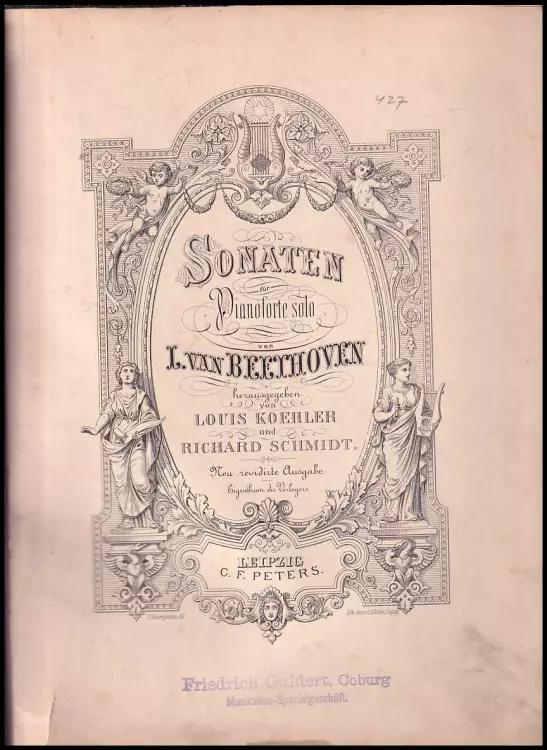 427
SONATEN
für
Pianoforte solo
von
L. VAN BEETHOVEN
herausgegeben
von
LOUIS KOEHLER
und
RICHARD SCHMIDT.
Neu revidirte Ausgabe
Eigenthum des Verlegers
LEIPZIG
C. F. PETERS.
Friedrich Guldert, Coburg
Musikalien-Specialgeschäft.